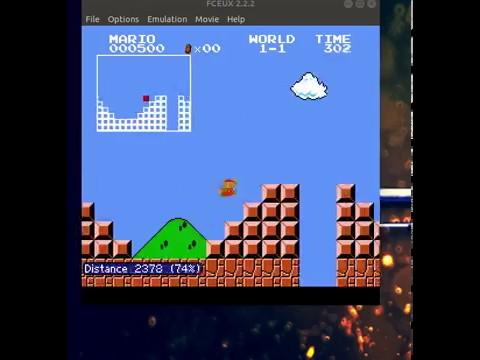 FCEUX 2.2.2
File Options Emulation Movie Help
MARIO WORLD TIME
000500 ×00 1-1 302
Distance 2378 (74%)